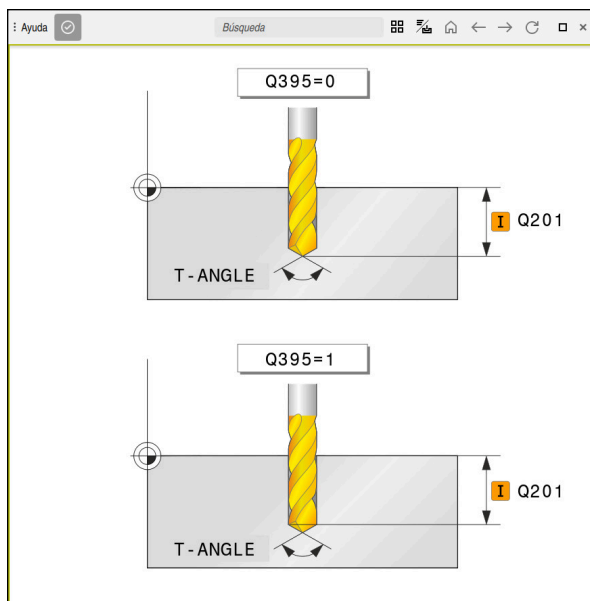 Ayuda
Búsqueda
Q395=0
I Q201
T-ANGLE
Q395=1
I Q201
T-ANGLE